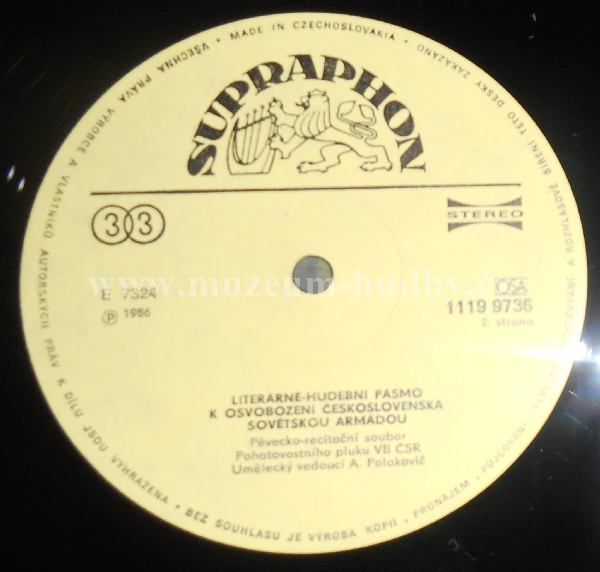 VŠECHNA PRÁVA VÝROBCE A VLASTNÍKŮ AUTORSKÝCH PRÁV K DÍLU JSOU VYHRAZENA • BEZ SOUHLASU JE VÝROBA KOPIÍ • PRONÁJEM • PŮJČOVÁNÍ A ROZHLASOVÉ ŠÍŘENÍ TÉTO DESKY ZAKÁZÁNO • MADE IN CZECHOSLOVAKIA •
SUPRAPHON
33
STEREO
www.muzeum-hudby.cz
E 7324
OSA
℗ 1986
1119 9736
2. strana
LITERÁRNĚ-HUDEBNÍ PÁSMO
K OSVOBOZENÍ ČESKOSLOVENSKA
SOVĚTSKOU ARMÁDOU
Pěvecko-recitační soubor
Pohotovostního pluku VB ČSR
Umělecký vedoucí A. Polakovič